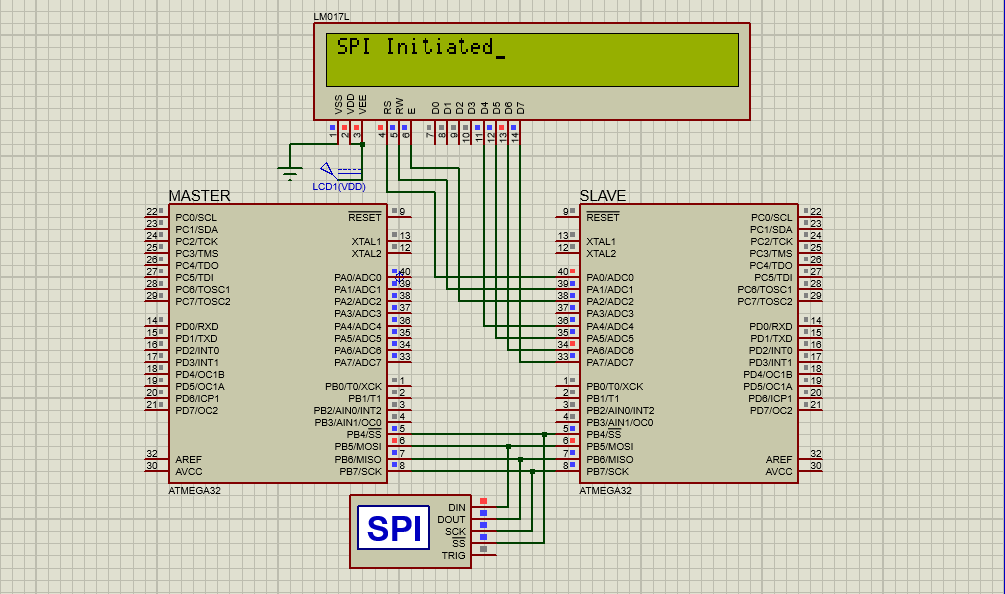 LM017L
SPI Initiated_
VSS VDD VEE RS RW E D0 D1 D2 D3 D4 D5 D6 D7
1 2 3 4 5 6 7 8 9 10 11 12 13 14
LCD1(VDD)
MASTER
22 PC0/SCL RESET 9
23 PC1/SDA
24 PC2/TCK XTAL1 13
25 PC3/TMS XTAL2 12
26 PC4/TDO
27 PC5/TDI PA0/ADC0 40
28 PC6/TOSC1 PA1/ADC1 39
29 PC7/TOSC2 PA2/ADC2 38
PA3/ADC3 37
14 PD0/RXD PA4/ADC4 36
15 PD1/TXD PA5/ADC5 35
16 PD2/INT0 PA6/ADC6 34
17 PD3/INT1 PA7/ADC7 33
18 PD4/OC1B
19 PD5/OC1A PB0/T0/XCK 1
20 PD6/ICP1 PB1/T1 2
21 PD7/OC2 PB2/AIN0/INT2 3
PB3/AIN1/OC0 4
PB4/SS 5
PB5/MOSI 6
32 AREF PB6/MISO 7
30 AVCC PB7/SCK 8
ATMEGA32
SLAVE
9 RESET PC0/SCL 22
PC1/SDA 23
13 XTAL1 PC2/TCK 24
12 XTAL2 PC3/TMS 25
PC4/TDO 26
40 PA0/ADC0 PC5/TDI 27
39 PA1/ADC1 PC6/TOSC1 28
38 PA2/ADC2 PC7/TOSC2 29
37 PA3/ADC3
36 PA4/ADC4 PD0/RXD 14
35 PA5/ADC5 PD1/TXD 15
34 PA6/ADC6 PD2/INT0 16
33 PA7/ADC7 PD3/INT1 17
PD4/OC1B 18
1 PB0/T0/XCK PD5/OC1A 19
2 PB1/T1 PD6/ICP1 20
3 PB2/AIN0/INT2 PD7/OC2 21
4 PB3/AIN1/OC0
5 PB4/SS
6 PB5/MOSI
7 PB6/MISO AREF 32
8 PB7/SCK AVCC 30
ATMEGA32
SPI
DIN
DOUT
SCK
SS
TRIG